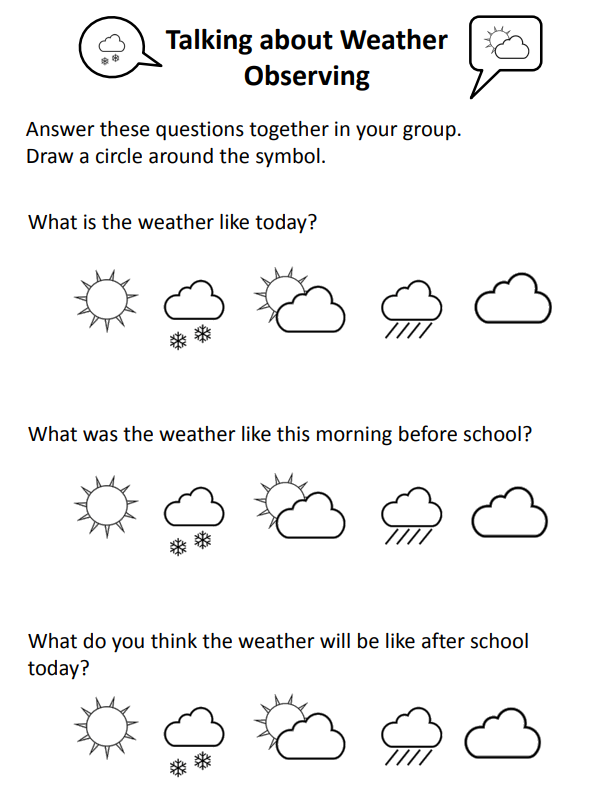 Talking about Weather
Observing
Answer these questions together in your group.
Draw a circle around the symbol.
What is the weather like today?
What was the weather like this morning before school?
What do you think the weather will be like after school
today?